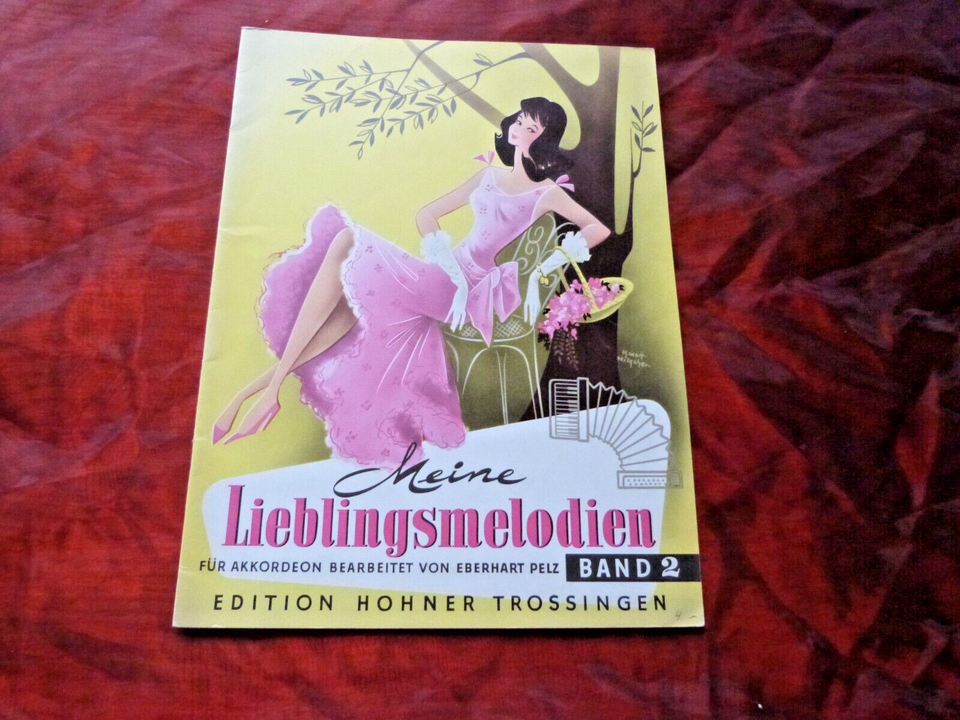 Meine
Lieblingsmelodien
FÜR AKKORDEON BEARBEITET VON EBERHART PELZ BAND 2
EDITION HOHNER TROSSINGEN